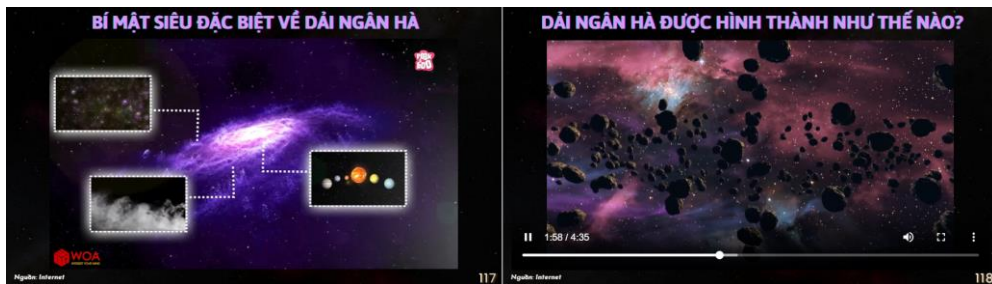 BÍ MẬT SIÊU ĐẶC BIỆT VỀ DẢI NGÂN HÀ
WOA
Nguồn: Internet
117
DẢI NGÂN HÀ ĐƯỢC HÌNH THÀNH NHƯ THẾ NÀO?
1:58 / 4:35
Nguồn: Internet
118